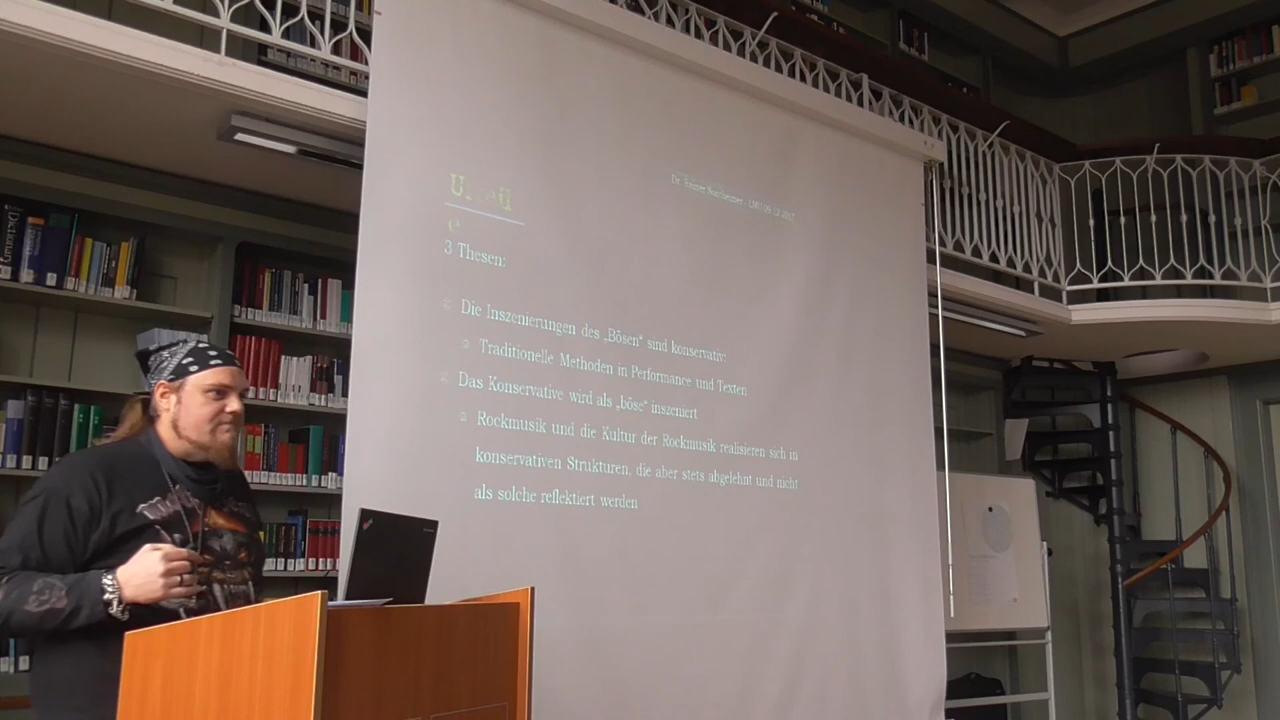 Dr.
3 Thesen:
Die Inszenierungen des „Bösen“ sind konservativ:
Traditionelle Methoden in Performance und Texten
Das Konservative wird als „böse“ inszeniert
Rockmusik und die Kultur der Rockmusik realisieren sich in
konservativen Strukturen, die aber stets abgelehnt und nicht
als solche reflektiert werden
Dictionary